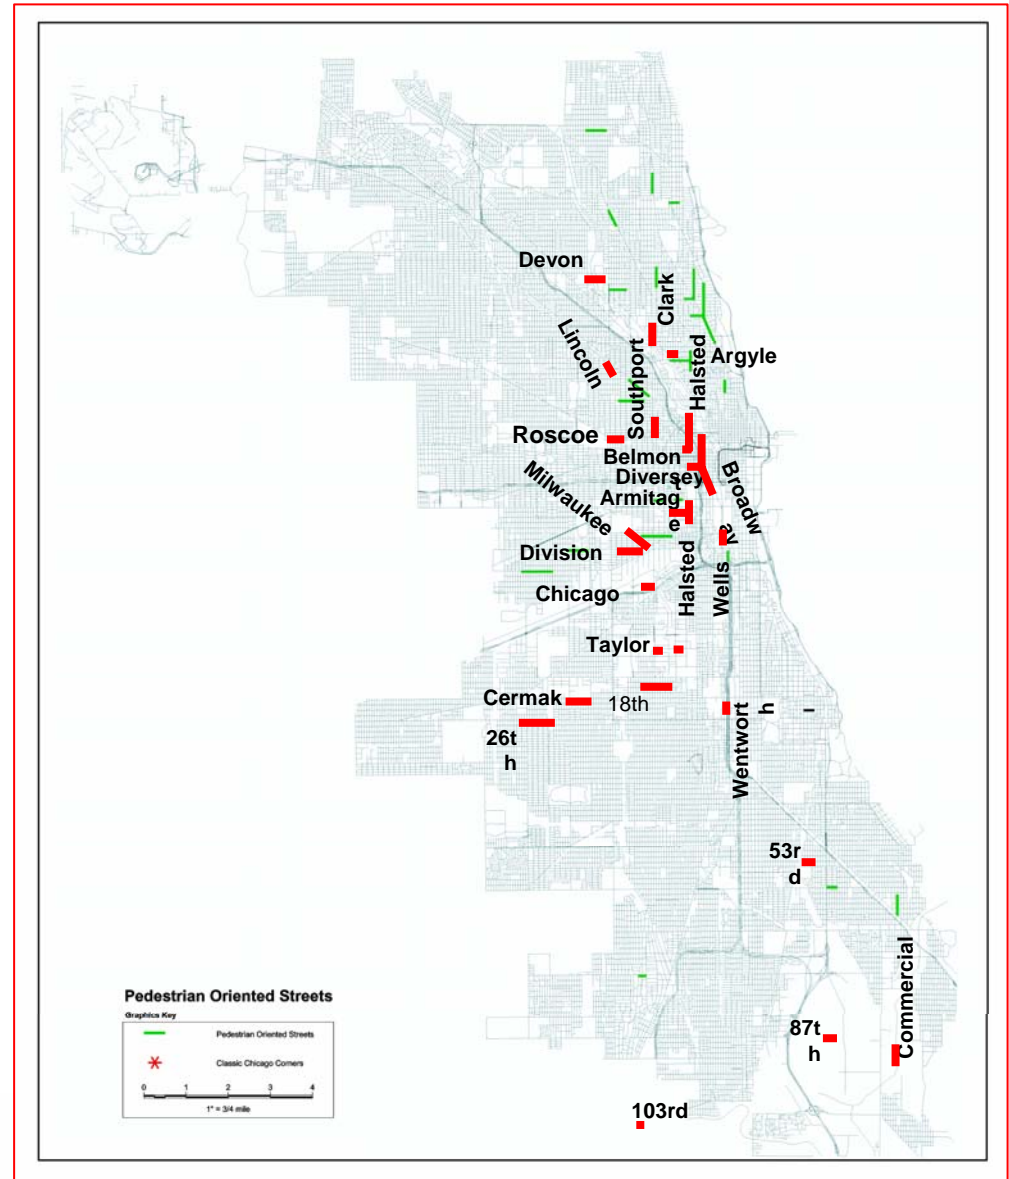 Devon
Clark
Lincoln
Southport
Halsted
Argyle
Roscoe
Belmon
t
Diversey
Broadw
ay
Armitag
e
Milwaukee
Division
Halsted
Wells
Chicago
Taylor
Cermak
18th
26t
h
Wentwort
h
53r
d
Commercial
87t
h
103rd
Pedestrian Oriented Streets
Graphics Key
Pedestrian Oriented Streets
Classic Chicago Corners
0 1 2 3 4
1" = 3/4 mile